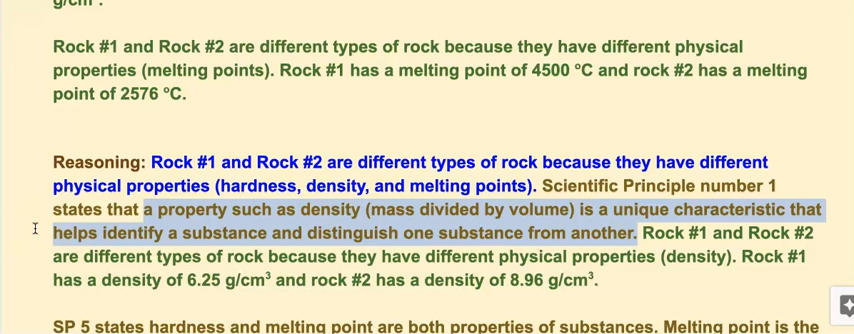 g/cm³.
Rock #1 and Rock #2 are different types of rock because they have different physical
properties (melting points). Rock #1 has a melting point of 4500 ºC and rock #2 has a melting
point of 2576 ºC.
Reasoning: Rock #1 and Rock #2 are different types of rock because they have different
physical properties (hardness, density, and melting points). Scientific Principle number 1
states that a property such as density (mass divided by volume) is a unique characteristic that
helps identify a substance and distinguish one substance from another. Rock #1 and Rock #2
are different types of rock because they have different physical properties (density). Rock #1
has a density of 6.25 g/cm³ and rock #2 has a density of 8.96 g/cm³.
SP 5 states hardness and melting point are both properties of substances. Melting point is the